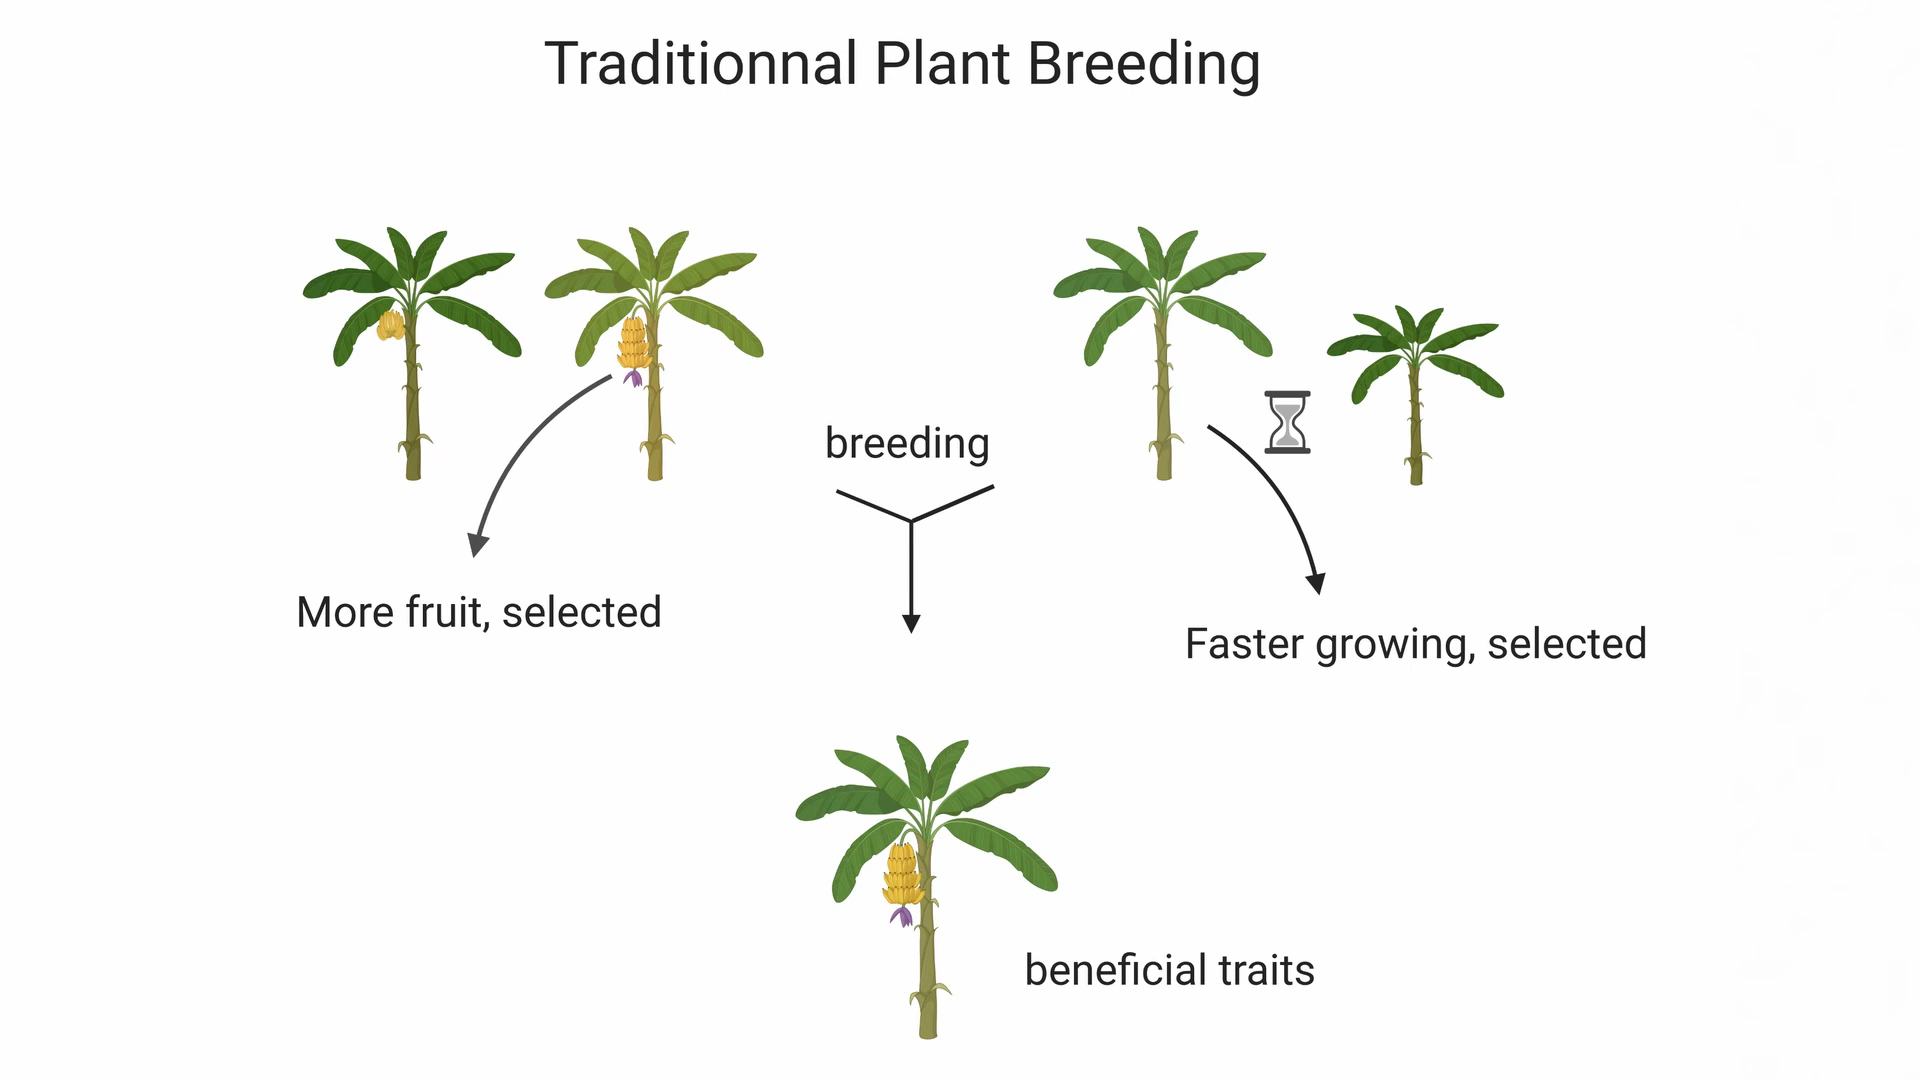 Traditionnal Plant Breeding
breeding
More fruit, selected
Faster growing, selected
beneficial traits